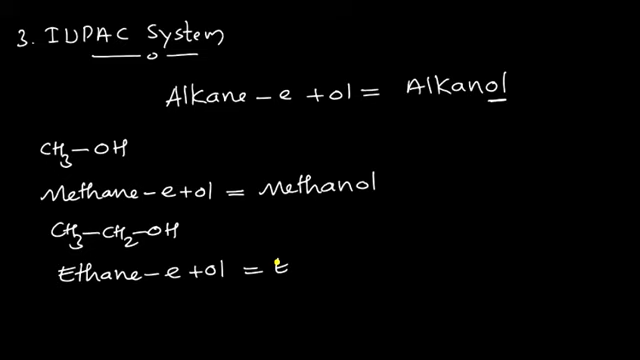 3. IUPAC System
Alkane - e + ol = Alkanol
CH₃-OH
Methane - e + ol = Methanol
CH₃-CH₂-OH
Ethane - e + ol = E